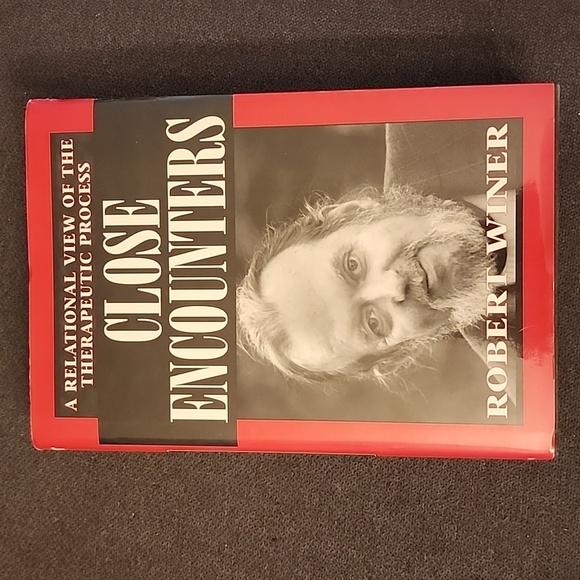 A RELATIONAL VIEW OF THE
THERAPEUTIC PROCESS
CLOSE
ENCOUNTERS
ROBERT WINER